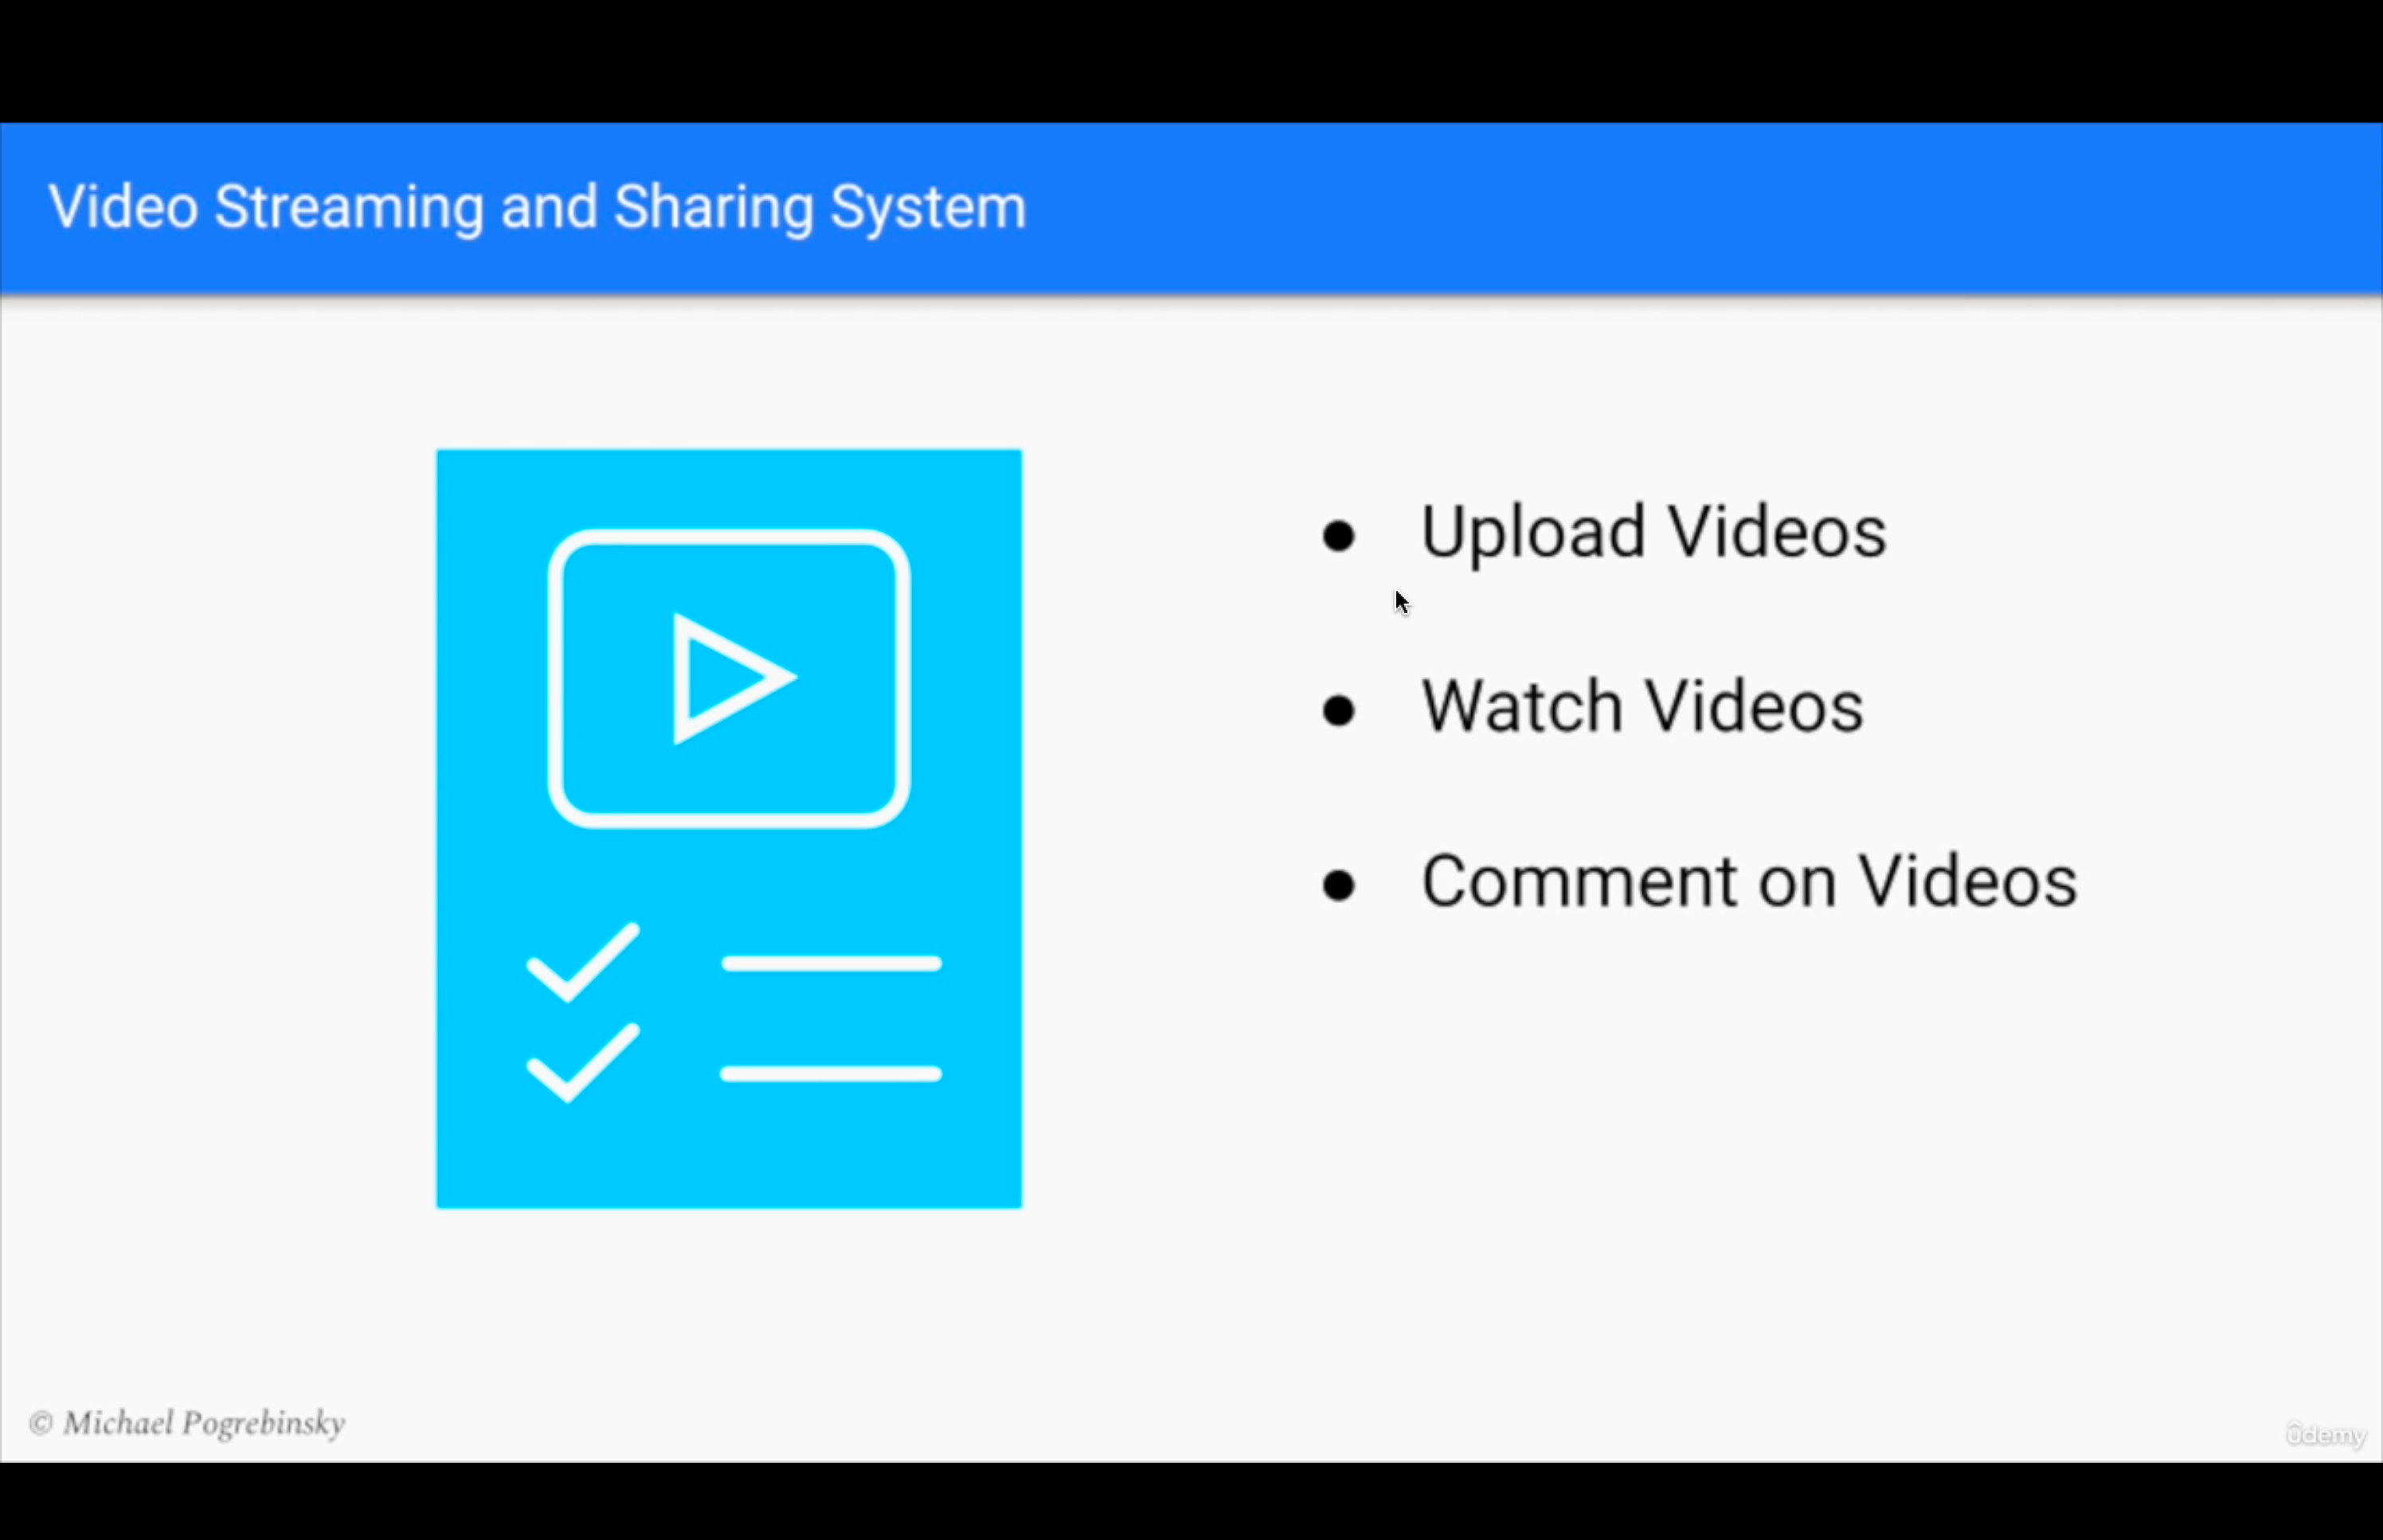 Video Streaming and Sharing System
● Upload Videos
● Watch Videos
● Comment on Videos
© Michael Pogrebinsky
ûdemy